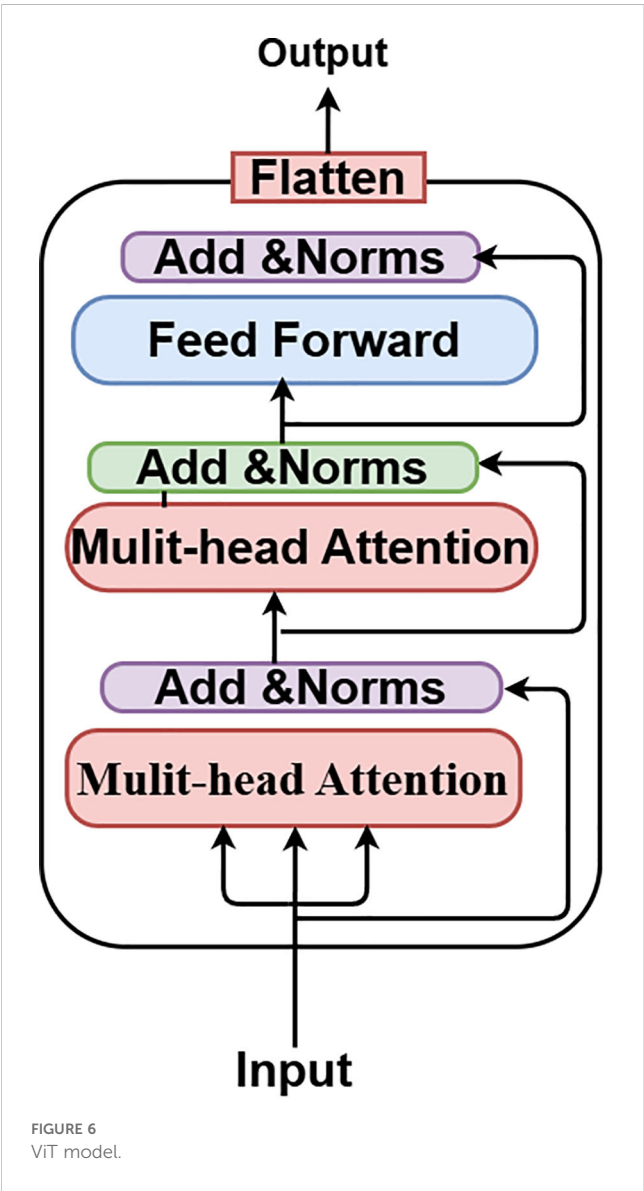 Output
Flatten
Add &Norms
Feed Forward
Add &Norms
Mulit-head Attention
Add &Norms
Mulit-head Attention
Input
FIGURE 6
ViT model.